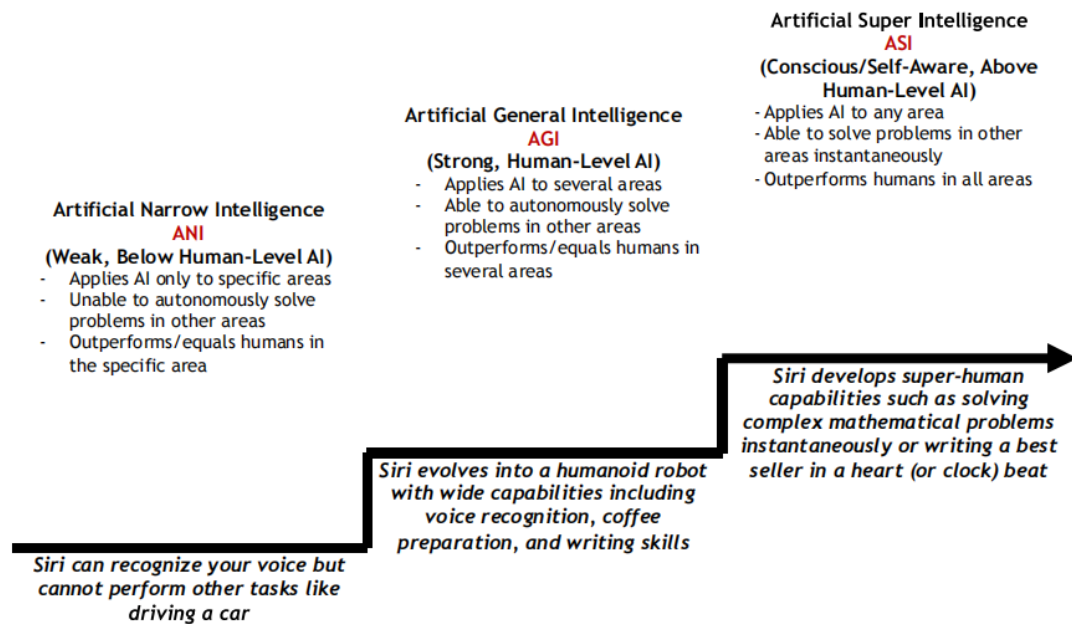 Artificial Narrow Intelligence
ANI
(Weak, Below Human-Level AI)
- Applies AI only to specific areas
- Unable to autonomously solve
problems in other areas
- Outperforms/equals humans in
the specific area
Siri can recognize your voice but
cannot perform other tasks like
driving a car
Artificial General Intelligence
AGI
(Strong, Human-Level AI)
- Applies AI to several areas
- Able to autonomously solve
problems in other areas
- Outperforms/equals humans in
several areas
Siri evolves into a humanoid robot
with wide capabilities including
voice recognition, coffee
preparation, and writing skills
Artificial Super Intelligence
ASI
(Conscious/Self-Aware, Above
Human-Level AI)
- Applies AI to any area
- Able to solve problems in other
areas instantaneously
- Outperforms humans in all areas
Siri develops super-human
capabilities such as solving
complex mathematical problems
instantaneously or writing a best
seller in a heart (or clock) beat